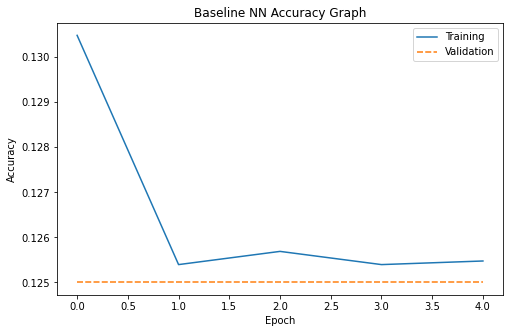 Baseline NN Accuracy Graph
Training
Validation
Accuracy
0.130
0.129
0.128
0.127
0.126
0.125
0.0 0.5 1.0 1.5 2.0 2.5 3.0 3.5 4.0
Epoch